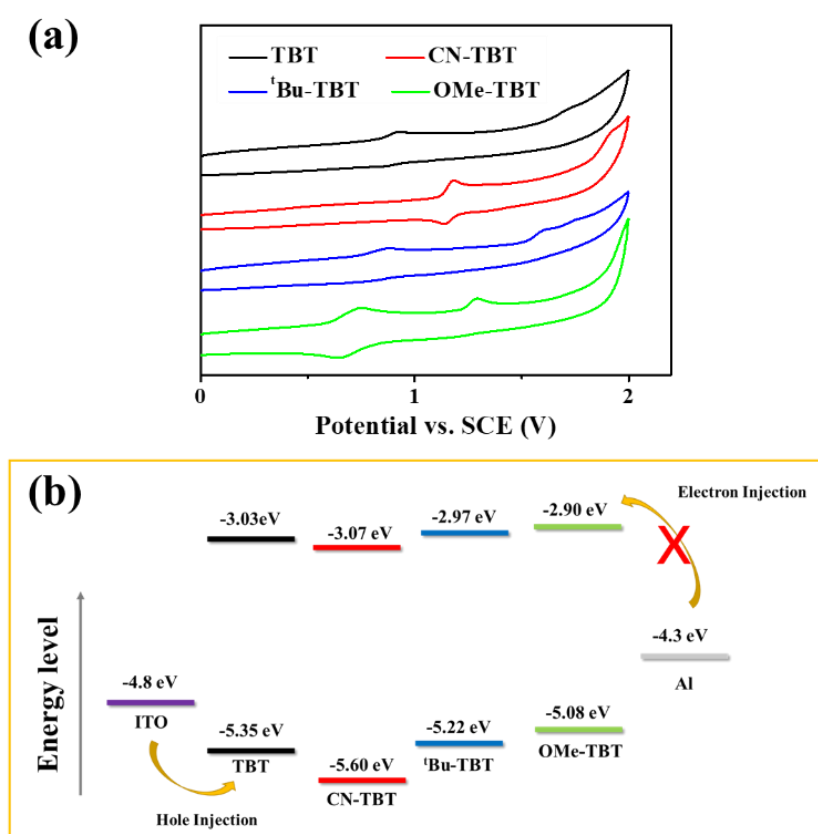 (a)
TBT
CN-TBT
ᵗBu-TBT
OMe-TBT
0
1
2
Potential vs. SCE (V)
(b)
Electron Injection
-3.03eV
-3.07 eV
-2.97 eV
-2.90 eV
X
Energy level
-4.3 eV
Al
-4.8 eV
ITO
-5.35 eV
TBT
-5.60 eV
CN-TBT
-5.22 eV
ᵗBu-TBT
-5.08 eV
OMe-TBT
Hole Injection